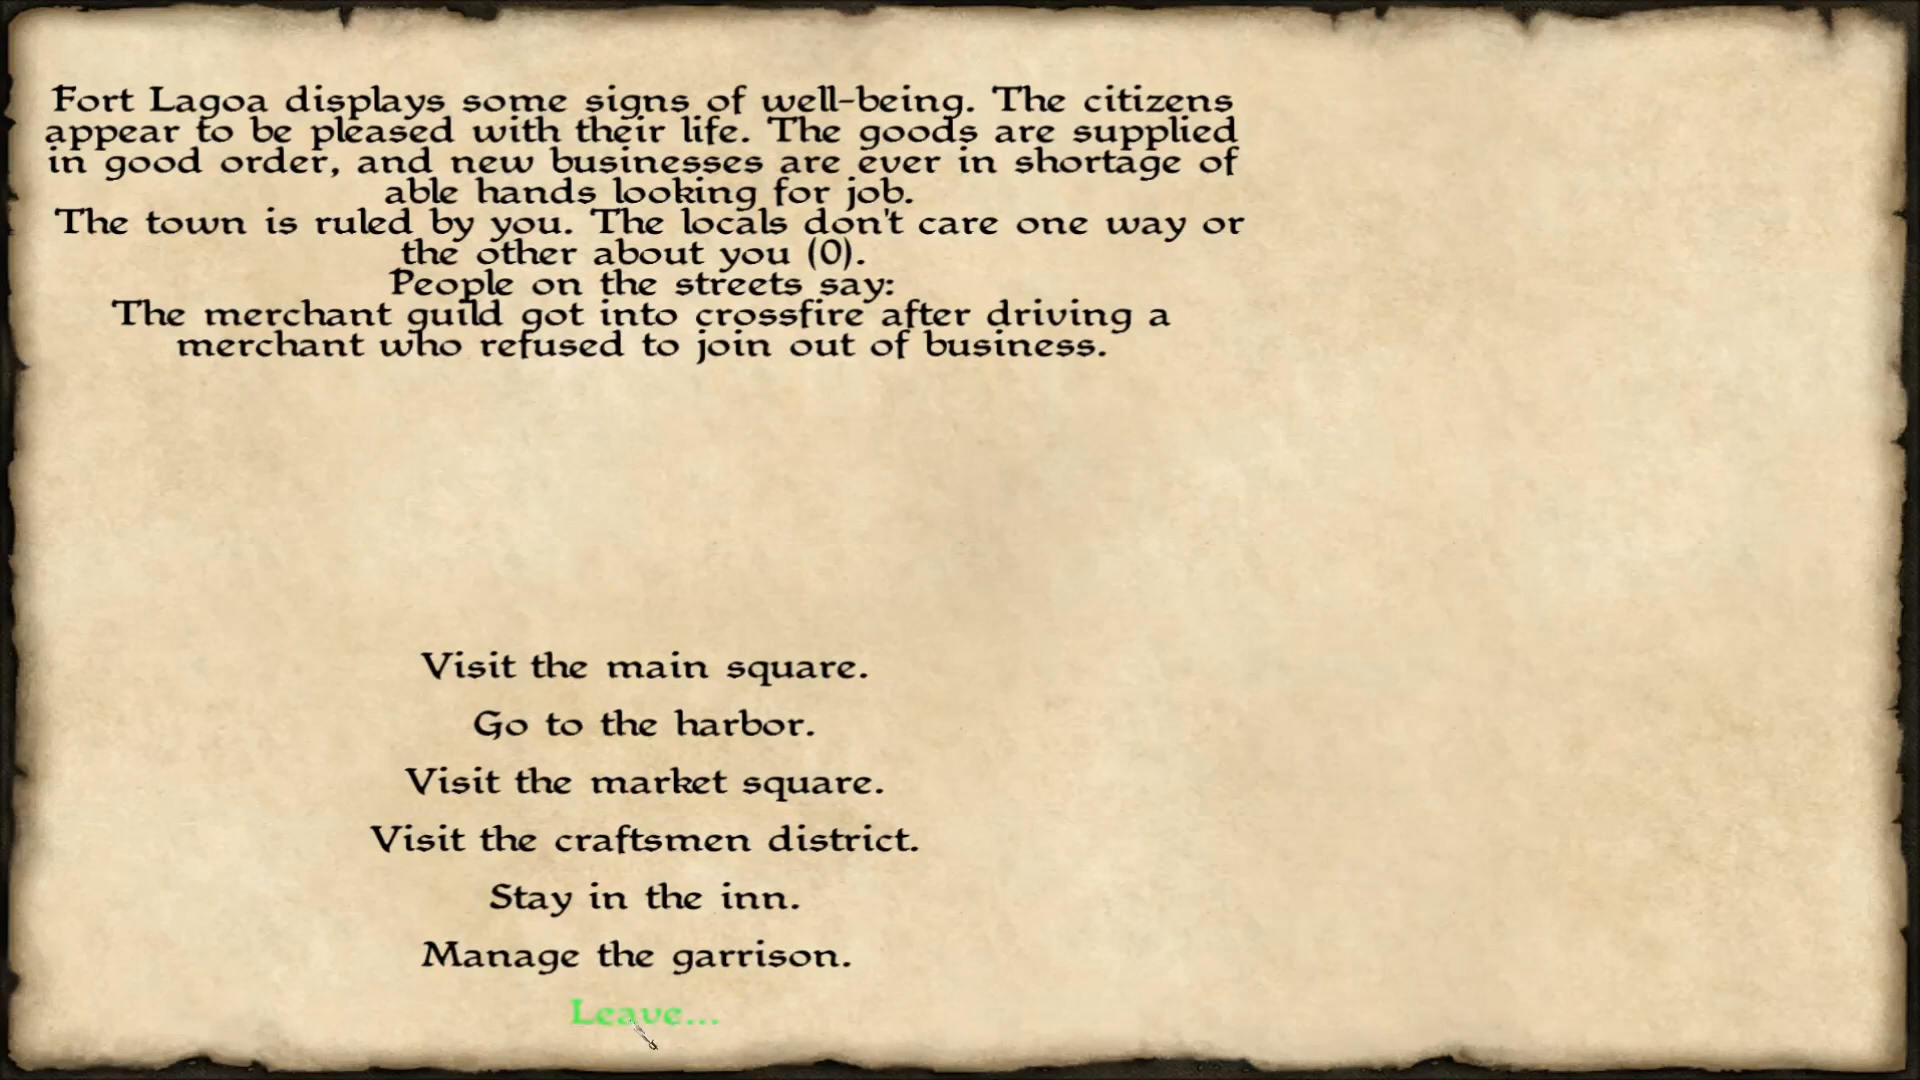 Fort Lagoa displays some signs of well-being. The citizens
appear to be pleased with their life. The goods are supplied
in good order, and new businesses are ever in shortage of
able hands looking for job.
The town is ruled by you. The locals don't care one way or
the other about you (0).
People on the streets say:
The merchant guild got into crossfire after driving a
merchant who refused to join out of business.
Visit the main square.
Go to the harbor.
Visit the market square.
Visit the craftsmen district.
Stay in the inn.
Manage the garrison.
Leave...